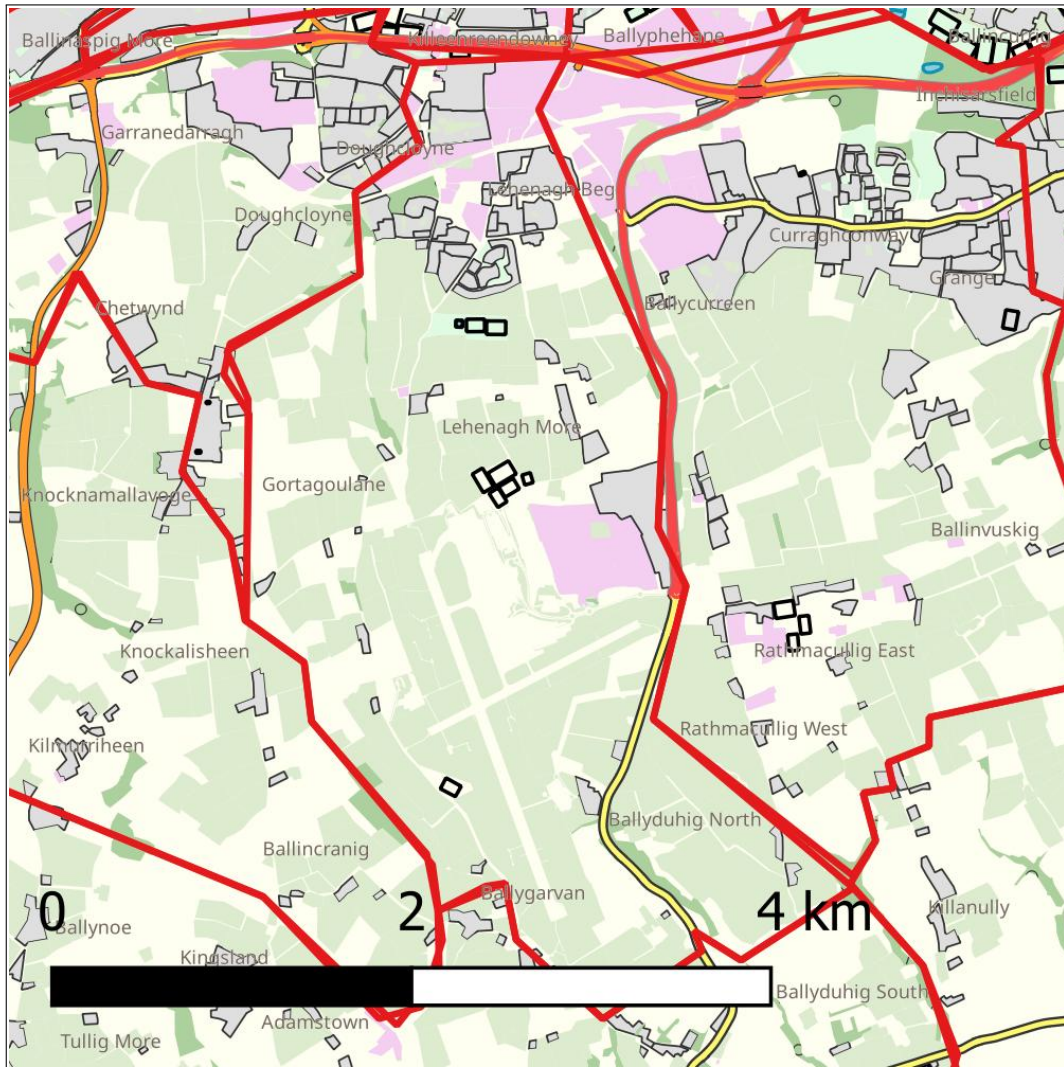 Ballinaspig More
Killeenreendowney
Ballyphehane
Ballincurrig
Inchisarsfield
Garranedarragh
Doughcloyne
Lehenagh Beg
Doughcloyne
Curraghconway
Grange
Chetwynd
Ballycurreen
Lehenagh More
Knocknamallavoge
Gortagoulane
Ballinvuskig
Knockalisheen
Rathmacullig East
Kilmurriheen
Rathmacullig West
Ballyduhig North
Ballincranig
Ballygarvan
0
2
4 km
Ballynoe
Killanully
Kingsland
Ballyduhig South
Adamstown
Tullig More